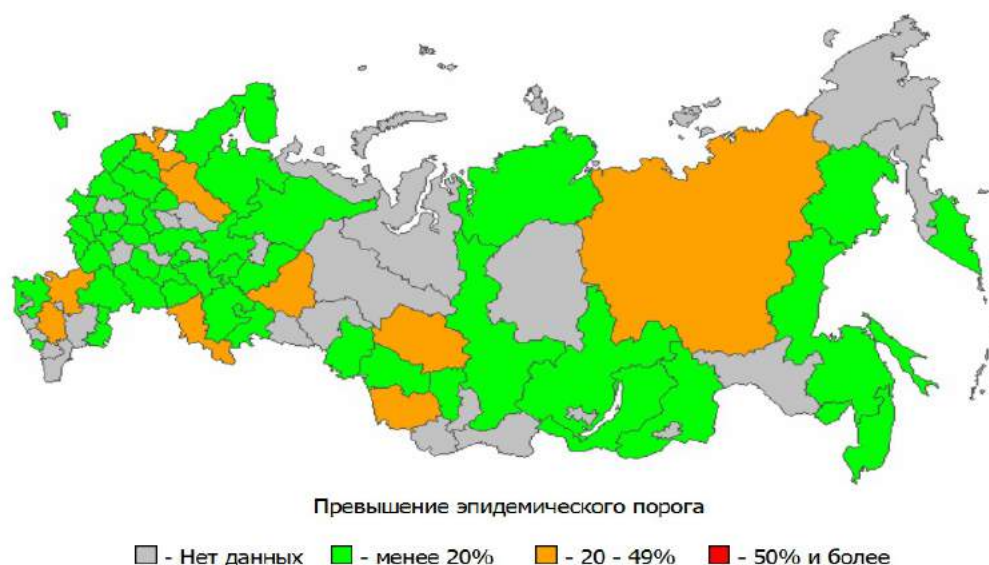 Превышение эпидемического порога
- Нет данных - менее 20% - 20 - 49% - 50% и более